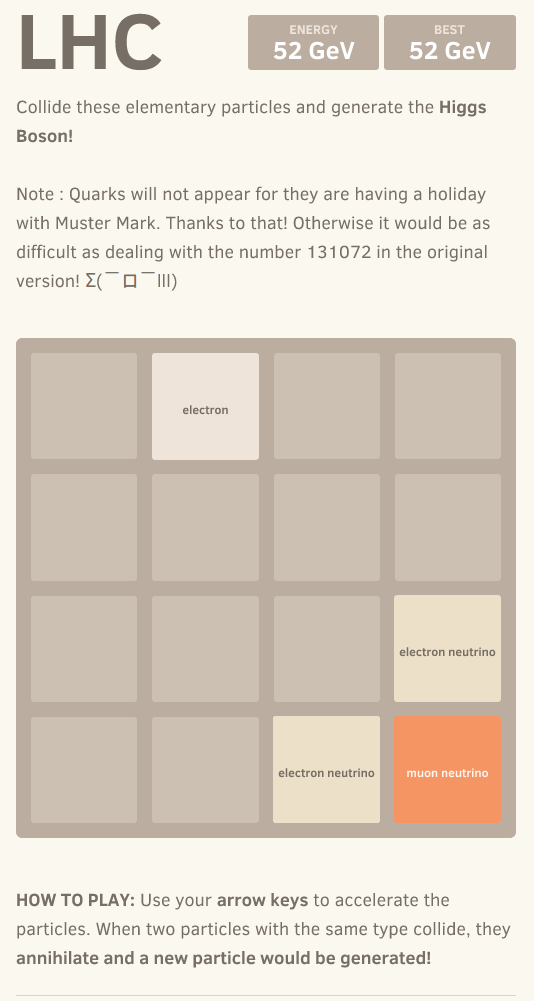 LHC
ENERGY
52 GeV
BEST
52 GeV
Collide these elementary particles and generate the Higgs
Boson!
Note : Quarks will not appear for they are having a holiday
with Muster Mark. Thanks to that! Otherwise it would be as
difficult as dealing with the number 131072 in the original
version! Σ(￣ロ￣lll)
electron
electron neutrino
electron neutrino
muon neutrino
HOW TO PLAY: Use your arrow keys to accelerate the
particles. When two particles with the same type collide, they
annihilate and a new particle would be generated!